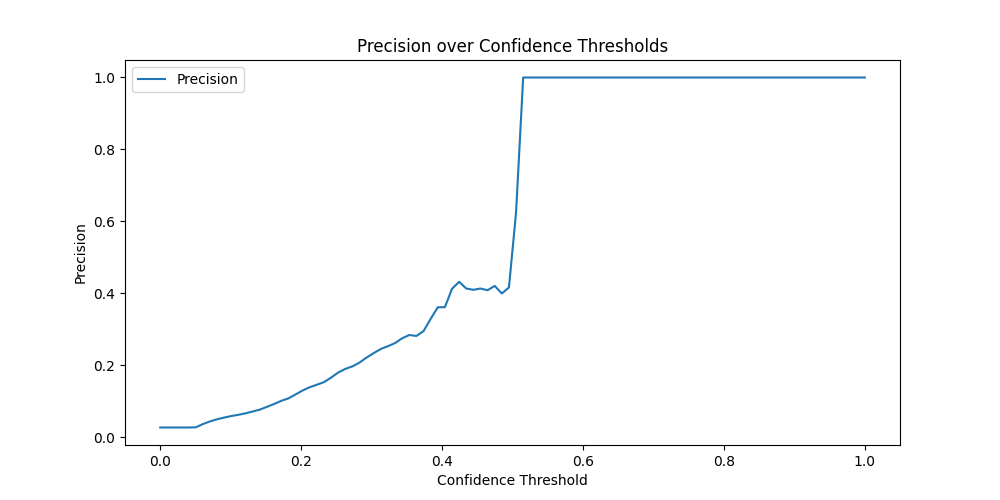 Precision over Confidence Thresholds
Precision
1.0
0.8
0.6
0.4
0.2
0.0
Precision
0.0 0.2 0.4 0.6 0.8 1.0
Confidence Threshold